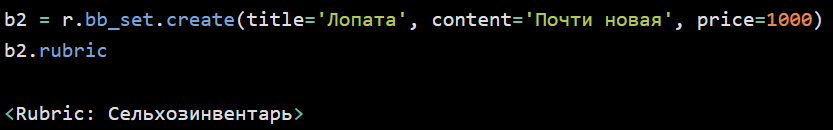 b2 = r.bb_set.create(title='Лопата', content='Почти новая', price=1000)
b2.rubric
<Rubric: Сельхозинвентарь>